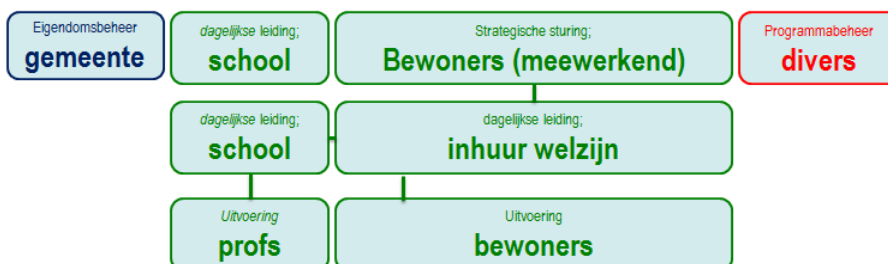 Eigendomsbeheer
gemeente
dagelijkse leiding;
school
Strategische sturing;
Bewoners (meewerkend)
Programmabeheer
divers
dagelijkse leiding;
school
dagelijkse leiding;
inhuur welzijn
Uitvoering
profs
Uitvoering
bewoners